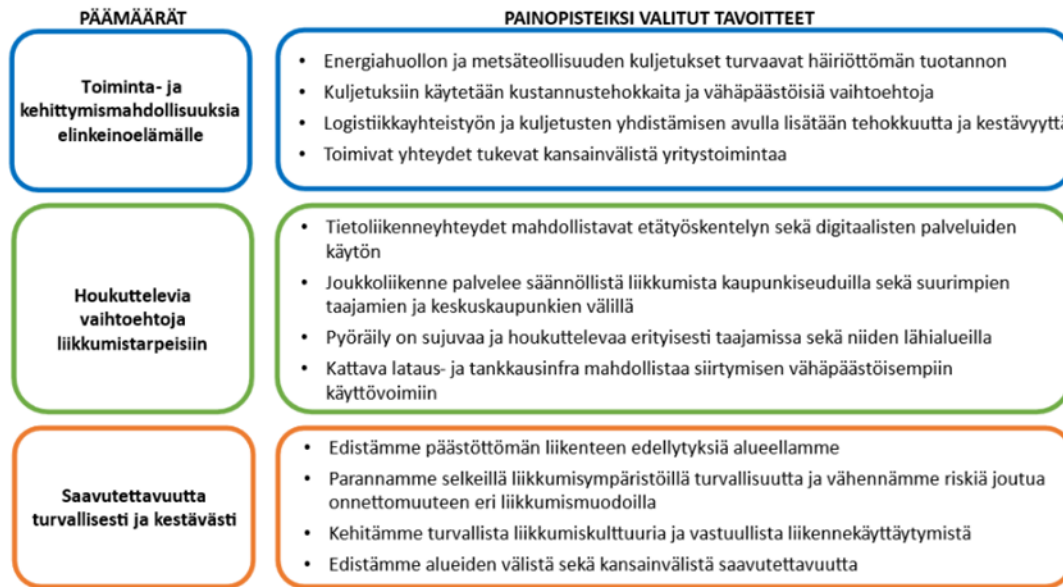 PÄÄMÄÄRÄT
PAINOPISTEIKSI VALITUT TAVOITTEET
Toiminta- ja
kehittymismahdollisuuksia
elinkeinoelämälle
• Energiahuollon ja metsäteollisuuden kuljetukset turvaavat häiriöttömän tuotannon
• Kuljetuksiin käytetään kustannustehokkaita ja vähäpäästöisiä vaihtoehtoja
• Logistiikkayhteistyön ja kuljetusten yhdistämisen avulla lisätään tehokkuutta ja kestävyyttä
• Toimivat yhteydet tukevat kansainvälistä yritystoimintaa
Houkuttelevia
vaihtoehtoja
liikkumistarpeisiin
• Tietoliikenneyhteydet mahdollistavat etätyöskentelyn sekä digitaalisten palveluiden
käytön
• Joukkoliikenne palvelee säännöllistä liikkumista kaupunkiseuduilla sekä suurimpien
taajamien ja keskuskaupunkien välillä
• Pyöräily on sujuvaa ja houkuttelevaa erityisesti taajamissa sekä niiden lähialueilla
• Kattava lataus- ja tankkausinfra mahdollistaa siirtymisen vähäpäästöisempiin
käyttövoimiin
Saavutettavuutta
turvallisesti ja kestävästi
• Edistämme päästöttömän liikenteen edellytyksiä alueellamme
• Parannamme selkeillä liikkumisympäristöillä turvallisuutta ja vähennämme riskiä joutua
onnettomuuteen eri liikkumismuodoilla
• Kehitämme turvallista liikkumiskulttuuria ja vastuullista liikennekäyttäytymistä
• Edistämme alueiden välistä sekä kansainvälistä saavutettavuutta